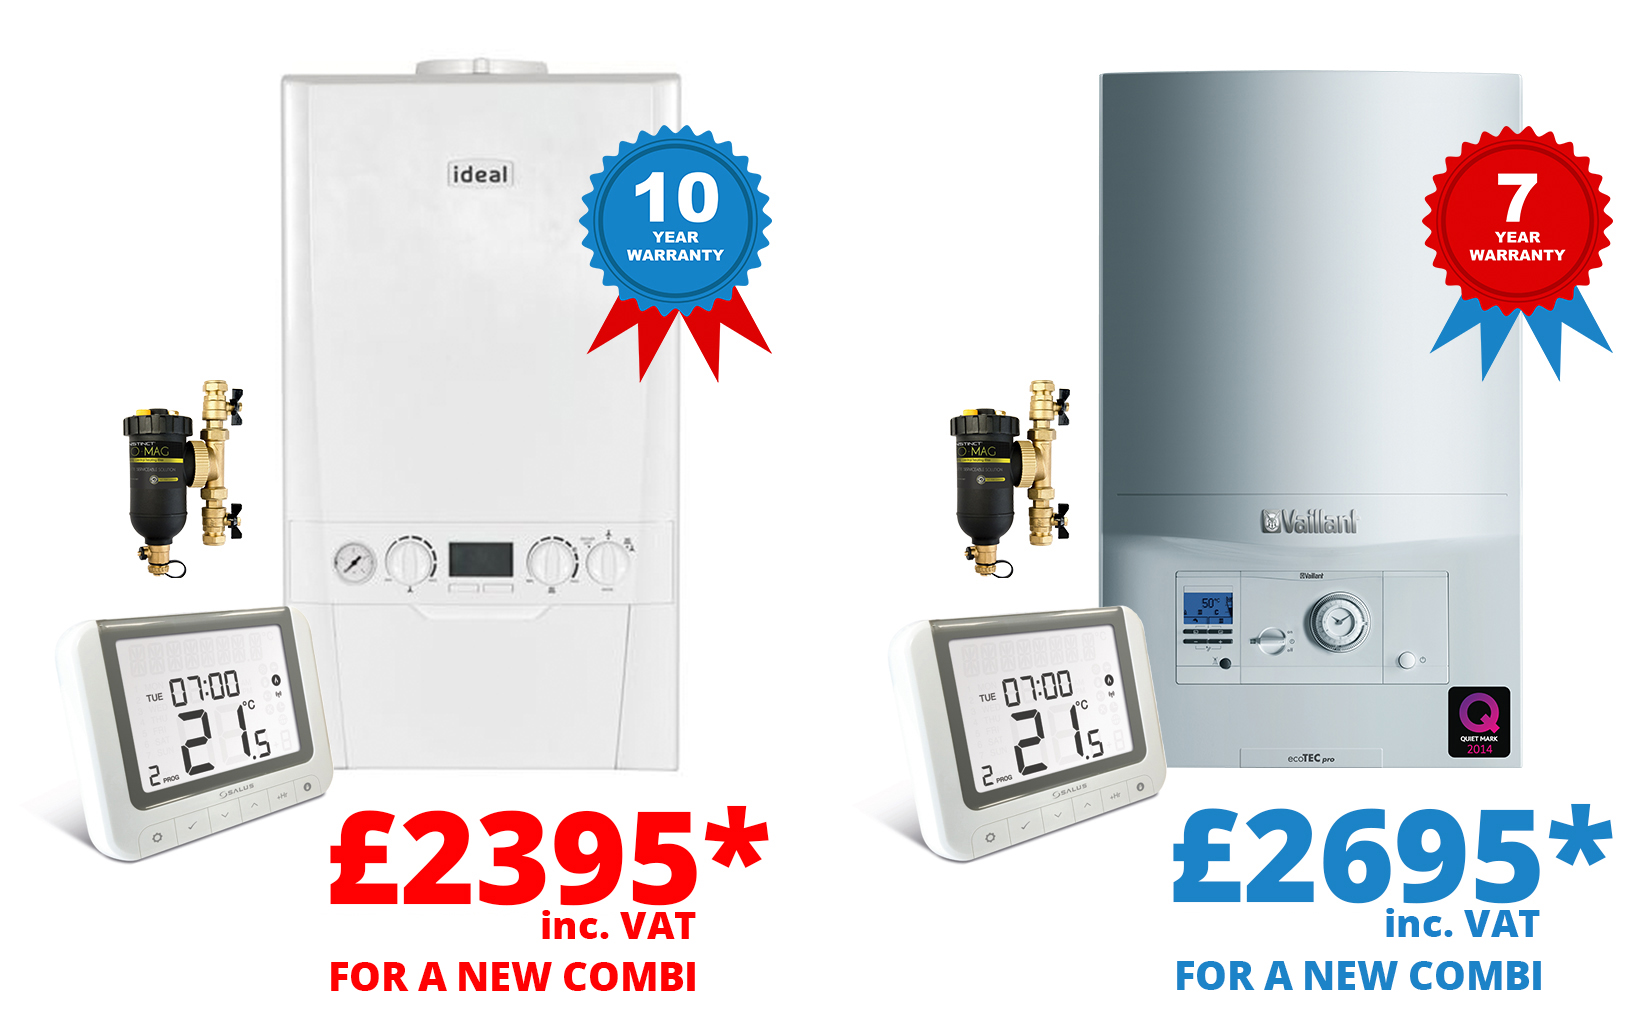 ideal
10
YEAR
WARRANTY
MAG
TUE 07:00
21.5 °C
2 PROG
SALUS
£2395*
inc. VAT
FOR A NEW COMBI
7
YEAR
WARRANTY
Vaillant
Vaillant
50°C
MAG
QUIET MARK
2014
ecoTEC pro
TUE 07:00
21.5 °C
2 PROG
SALUS
£2695*
inc. VAT
FOR A NEW COMBI